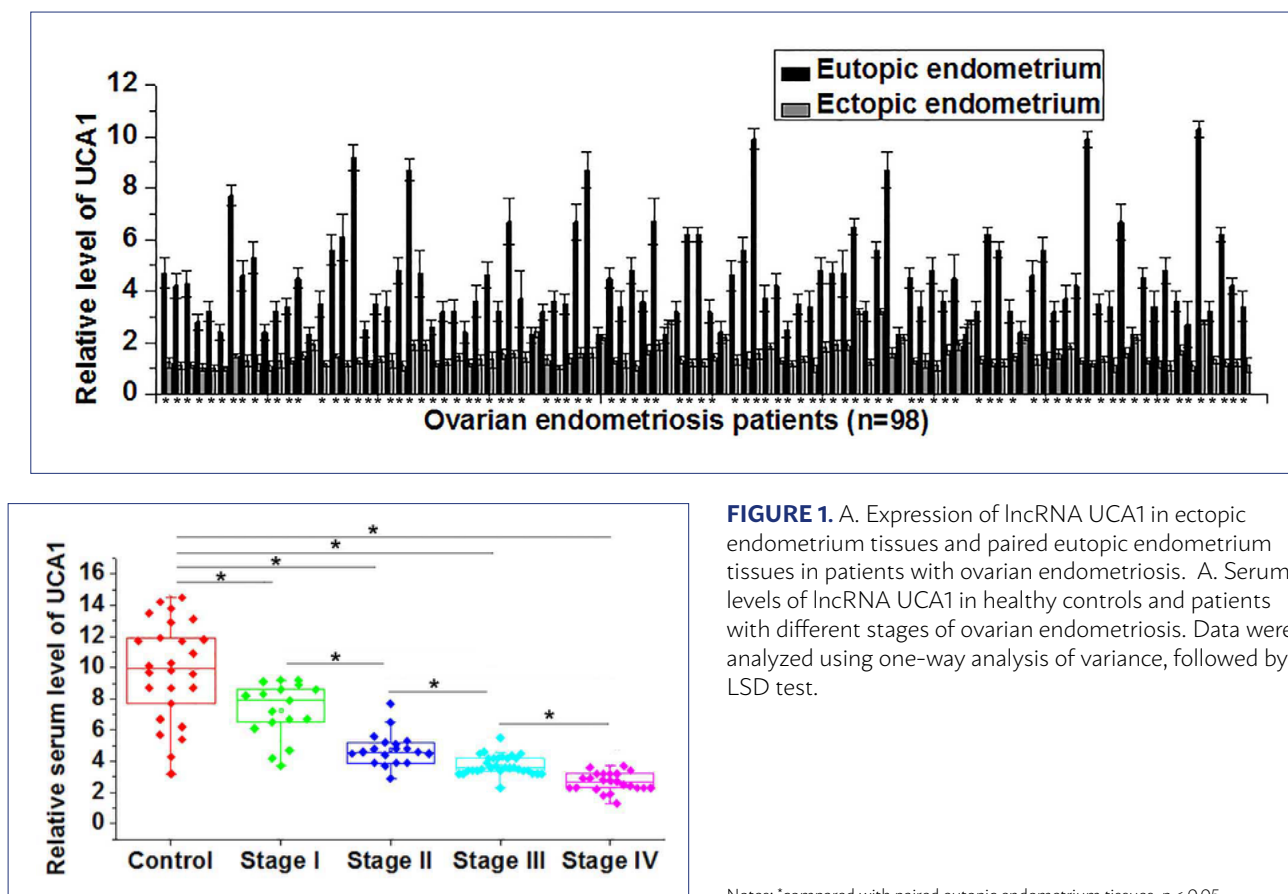 Eutopic endometrium
Ectopic endometrium
Relative level of UCA1
12
10
8
6
4
2
0
* * * * * * * * * * * * * * * * * * * * * * * * * * * * * * * * * * * * * * * * * * * * * * * * * * * * * * * * * * * * * * * * * * * * * * * * * * * * * * * *
Ovarian endometriosis patients (n=98)
Relative serum level of UCA1
16
14
12
10
8
6
4
2
0
*
*
*
*
*
*
*
Control Stage I Stage II Stage III Stage IV
FIGURE 1. A. Expression of lncRNA UCA1 in ectopic
endometrium tissues and paired eutopic endometrium
tissues in patients with ovarian endometriosis. A. Serum
levels of lncRNA UCA1 in healthy controls and patients
with different stages of ovarian endometriosis. Data were
analyzed using one-way analysis of variance, followed by
LSD test.